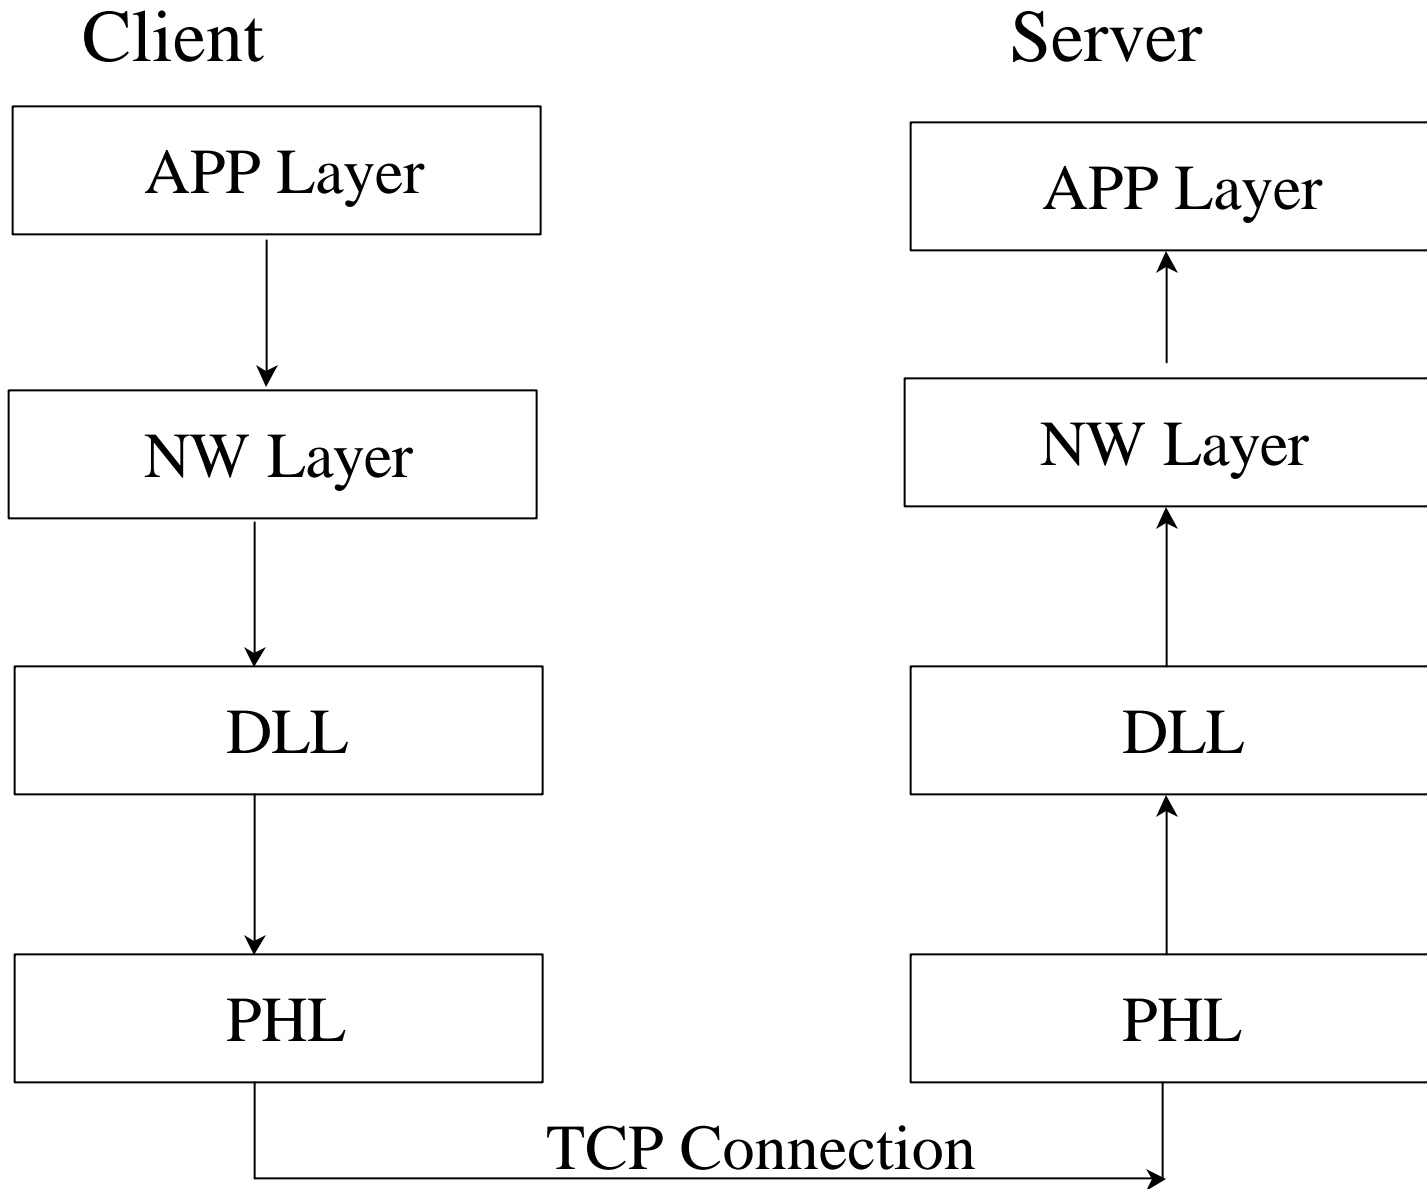 Client
Server
APP Layer
APP Layer
NW Layer
NW Layer
DLL
DLL
PHL
PHL
TCP Connection